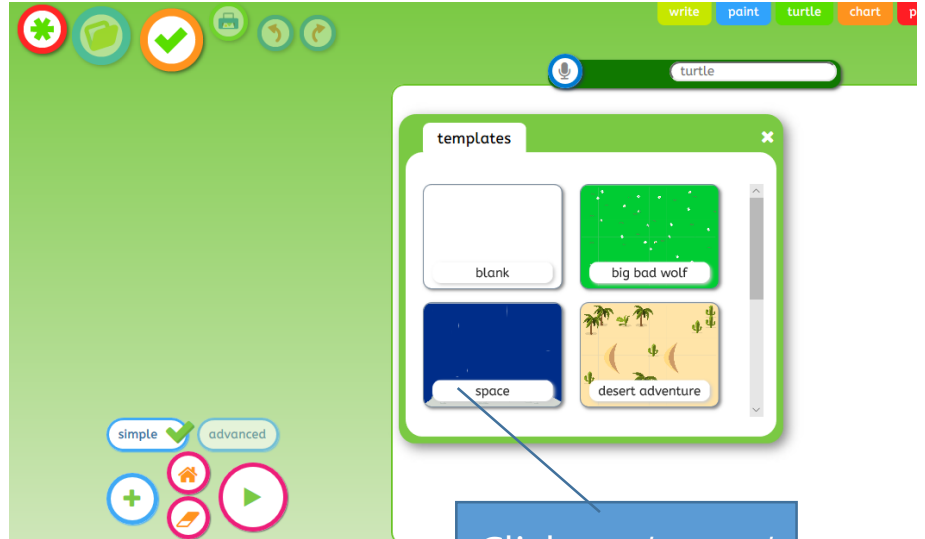 write paint turtle chart
turtle
templates
blank
big bad wolf
space
desert adventure
simple advanced